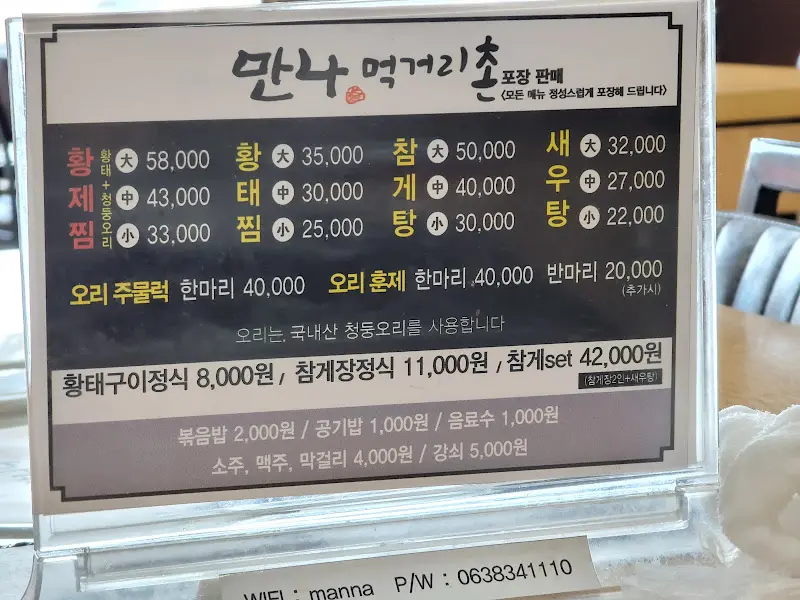 만나 먹거리촌 포장 판매
<모든 메뉴 정성스럽게 포장해 드립니다>
황제찜 황태+청둥오리 大 58,000 中 43,000 小 33,000
황태찜 大 35,000 中 30,000 小 25,000
참게탕 大 50,000 中 40,000 小 30,000
새우탕 大 32,000 中 27,000 小 22,000
오리 주물럭 한마리 40,000 오리 훈제 한마리 40,000 반마리 20,000
(추가시)
오리는, 국내산 청둥오리를 사용합니다
황태구이정식 8,000원 / 참게장정식 11,000원 / 참게set 42,000원
(참게장2인+새우탕)
볶음밥 2,000원 / 공기밥 1,000원 / 음료수 1,000원
소주, 맥주, 막걸리 4,000원 / 강쇠 5,000원
WIFI : manna P/W : 0638341110